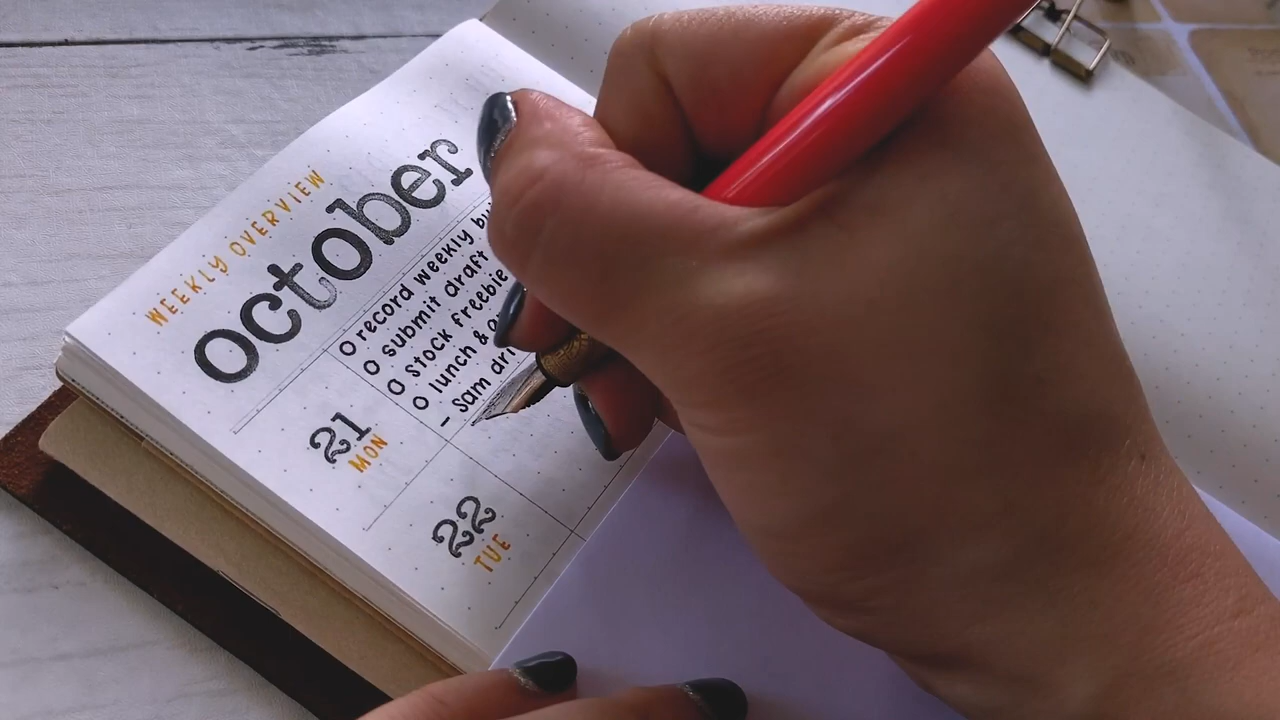 WEEKLY OVERVIEW
october
O record weekly
O submit draft
O stock freebie
O lunch &
- Sam
21
MON
22
TUE